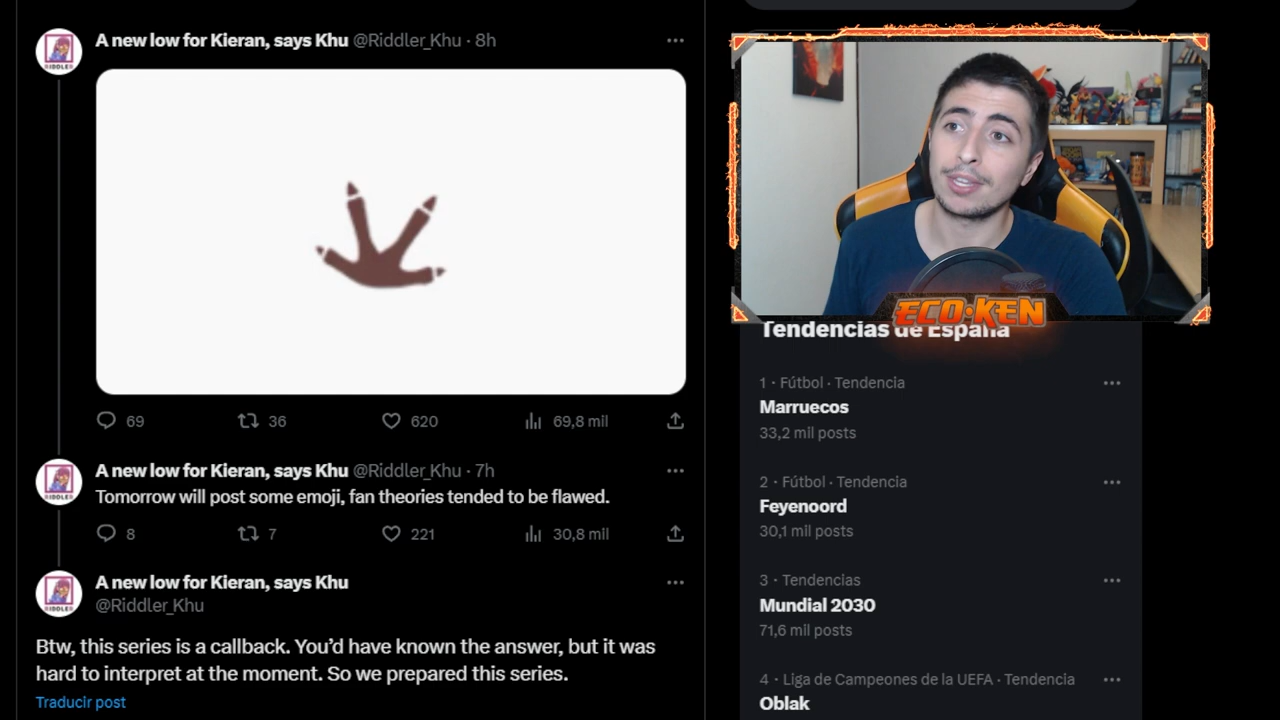 A new low for Kieran, says Khu @Riddler_Khu · 8h
69 36 620 69,8 mil
A new low for Kieran, says Khu @Riddler_Khu · 7h
Tomorrow will post some emoji, fan theories tended to be flawed.
8 7 221 30,8 mil
A new low for Kieran, says Khu
@Riddler_Khu
Btw, this series is a callback. You’d have known the answer, but it was
hard to interpret at the moment. So we prepared this series.
Traducir post
ECO·KEN
Tendencias de España
1 · Fútbol · Tendencia
Marruecos
33,2 mil posts
2 · Fútbol · Tendencia
Feyenoord
30,1 mil posts
3 · Tendencias
Mundial 2030
71,6 mil posts
4 · Liga de Campeones de la UEFA · Tendencia
Oblak